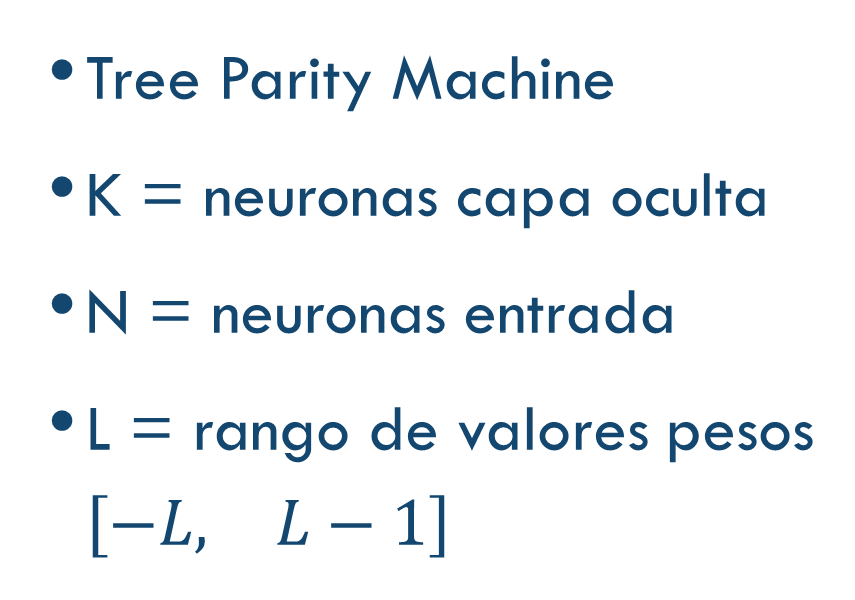 • Tree Parity Machine
• K = neuronas capa oculta
• N = neuronas entrada
• L = rango de valores pesos
[−L, L − 1]